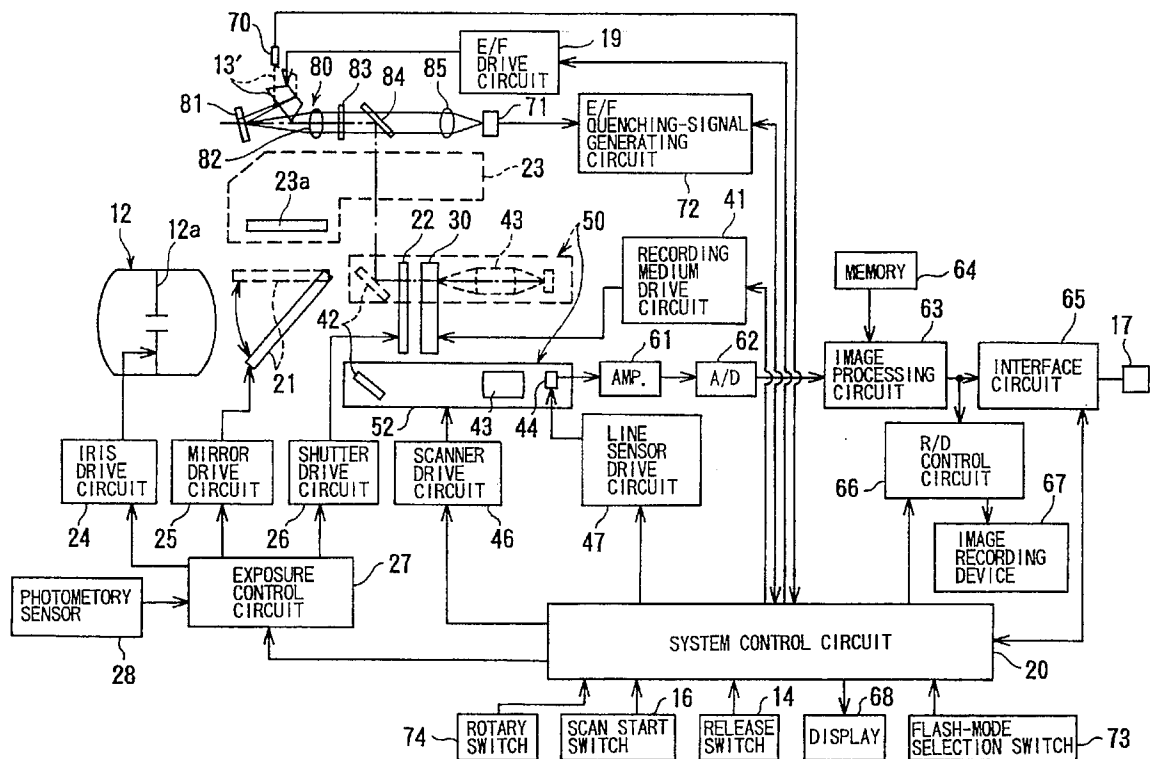 70
13'
81
80
83
84
85
82
71
E/F
DRIVE
CIRCUIT
19
E/F
QUENCHING-SIGNAL
GENERATING
CIRCUIT
72
23
23a
12
12a
22
30
43
50
42
21
RECORDING
MEDIUM
DRIVE
CIRCUIT
41
MEMORY
64
61
AMP.
62
A/D
IMAGE
PROCESSING
CIRCUIT
63
INTERFACE
CIRCUIT
65
17
52
43
44
IRIS
DRIVE
CIRCUIT
24
MIRROR
DRIVE
CIRCUIT
25
SHUTTER
DRIVE
CIRCUIT
26
SCANNER
DRIVE
CIRCUIT
46
LINE
SENSOR
DRIVE
CIRCUIT
47
R/D
CONTROL
CIRCUIT
66
IMAGE
RECORDING
DEVICE
67
PHOTOMETORY
SENSOR
28
EXPOSURE
CONTROL
CIRCUIT
27
SYSTEM CONTROL CIRCUIT
20
ROTARY
SWITCH
74
SCAN START
SWITCH
16
RELEASE
SWITCH
14
DISPLAY
68
FLASH-MODE
SELECTION SWITCH
73